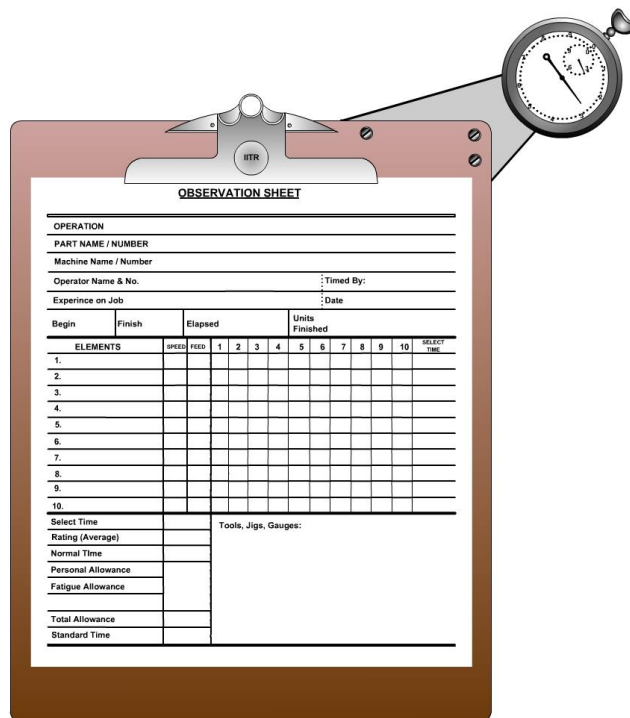 IITR
OBSERVATION SHEET
OPERATION
PART NAME / NUMBER
Machine Name / Number
Operator Name & No. Timed By:
Experince on Job Date
Begin Finish Elapsed Units Finished
ELEMENTS SPEED FEED 1 2 3 4 5 6 7 8 9 10 SELECT TIME
1.
2.
3.
4.
5.
6.
7.
8.
9.
10.
Select Time Tools, Jigs, Gauges:
Rating (Average)
Normal TIme
Personal Allowance
Fatigue Allowance
Total Allowance
Standard Time